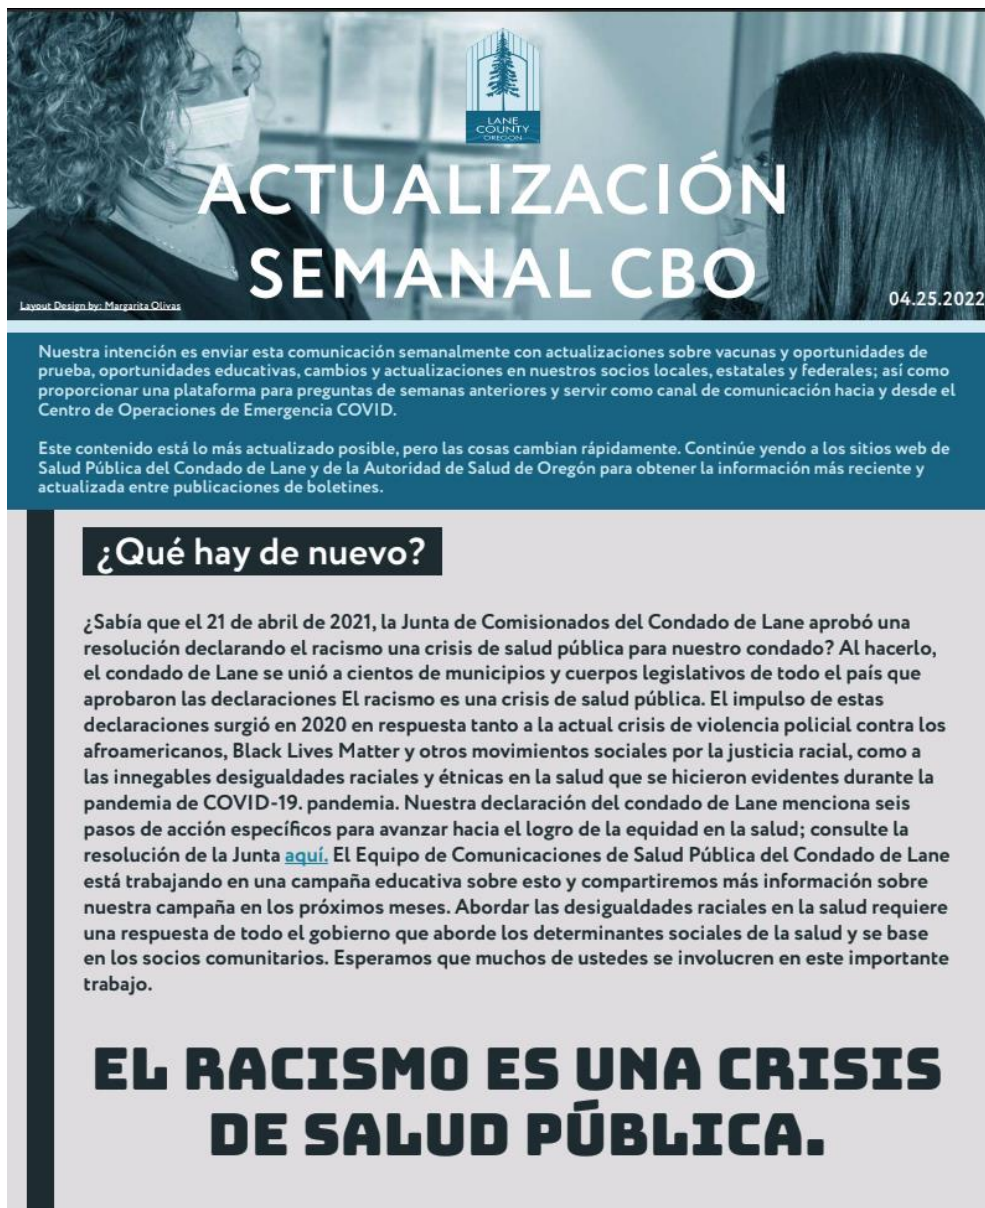 LANE
COUNTY
OREGON
ACTUALIZACIÓN
SEMANAL CBO
Layout Design by: Margarita Olivas
04.25.2022
Nuestra intención es enviar esta comunicación semanalmente con actualizaciones sobre vacunas y oportunidades de
prueba, oportunidades educativas, cambios y actualizaciones en nuestros socios locales, estatales y federales; así como
proporcionar una plataforma para preguntas de semanas anteriores y servir como canal de comunicación hacia y desde el
Centro de Operaciones de Emergencia COVID.
Este contenido está lo más actualizado posible, pero las cosas cambian rápidamente. Continúe yendo a los sitios web de
Salud Pública del Condado de Lane y de la Autoridad de Salud de Oregón para obtener la información más reciente y
actualizada entre publicaciones de boletines.
¿Qué hay de nuevo?
¿Sabía que el 21 de abril de 2021, la Junta de Comisionados del Condado de Lane aprobó una
resolución declarando el racismo una crisis de salud pública para nuestro condado? Al hacerlo,
el condado de Lane se unió a cientos de municipios y cuerpos legislativos de todo el país que
aprobaron las declaraciones El racismo es una crisis de salud pública. El impulso de estas
declaraciones surgió en 2020 en respuesta tanto a la actual crisis de violencia policial contra los
afroamericanos, Black Lives Matter y otros movimientos sociales por la justicia racial, como a
las innegables desigualdades raciales y étnicas en la salud que se hicieron evidentes durante la
pandemia de COVID-19. pandemia. Nuestra declaración del condado de Lane menciona seis
pasos de acción específicos para avanzar hacia el logro de la equidad en la salud; consulte la
resolución de la Junta aquí. El Equipo de Comunicaciones de Salud Pública del Condado de Lane
está trabajando en una campaña educativa sobre esto y compartiremos más información sobre
nuestra campaña en los próximos meses. Abordar las desigualdades raciales en la salud requiere
una respuesta de todo el gobierno que aborde los determinantes sociales de la salud y se base
en los socios comunitarios. Esperamos que muchos de ustedes se involucren en este importante
trabajo.
EL RACISMO ES UNA CRISIS
DE SALUD PÚBLICA.